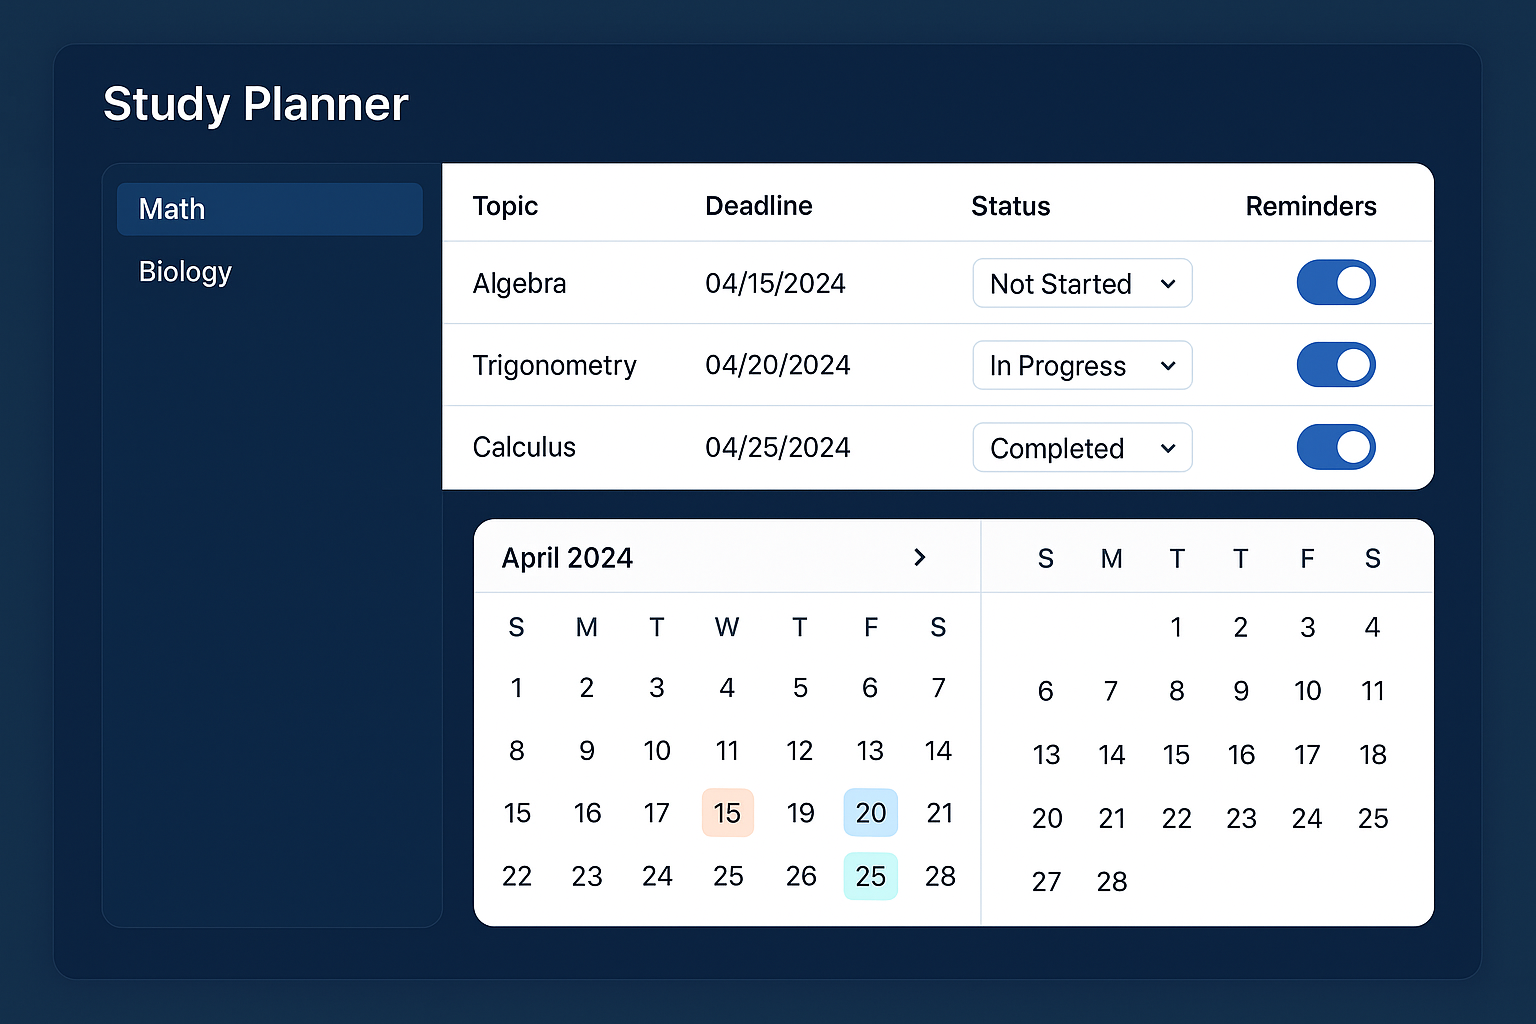 Study Planner
Math
Biology
Topic Deadline Status Reminders
Algebra 04/15/2024 Not Started
Trigonometry 04/20/2024 In Progress
Calculus 04/25/2024 Completed
April 2024
S M T W T F S
1 2 3 4 5 6 7
8 9 10 11 12 13 14
15 16 17 15 19 20 21
22 23 24 25 26 25 28
S M T T F S
1 2 3 4
6 7 8 9 10 11
13 14 15 16 17 18
20 21 22 23 24 25
27 28